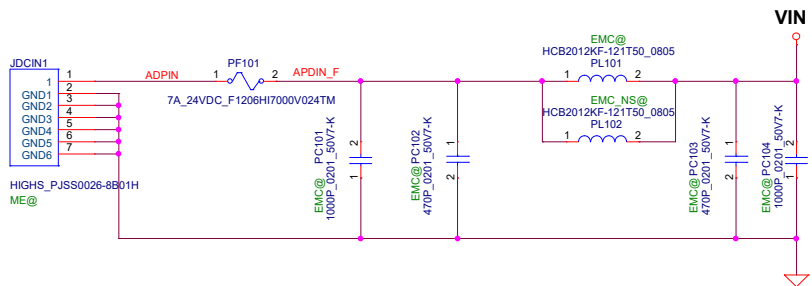 VIN
JDCIN1
1
GND1
GND2
GND3
GND4
GND5
GND6
1
2
3
4
5
6
7
HIGHS_PJSS0026-8B01H
ME@
ADPIN
PF101
1
2
7A_24VDC_F1206HI7000V024TM
APDIN_F
EMC@ PC101
1000P_0201_50V7-K
2
1
EMC@ PC102
470P_0201_50V7-K
1
2
EMC@
HCB2012KF-121T50_0805
PL101
1
2
EMC_NS@
HCB2012KF-121T50_0805
PL102
1
2
EMC@ PC103
470P_0201_50V7-K
1
2
EMC@ PC104
1000P_0201_50V7-K
2
1